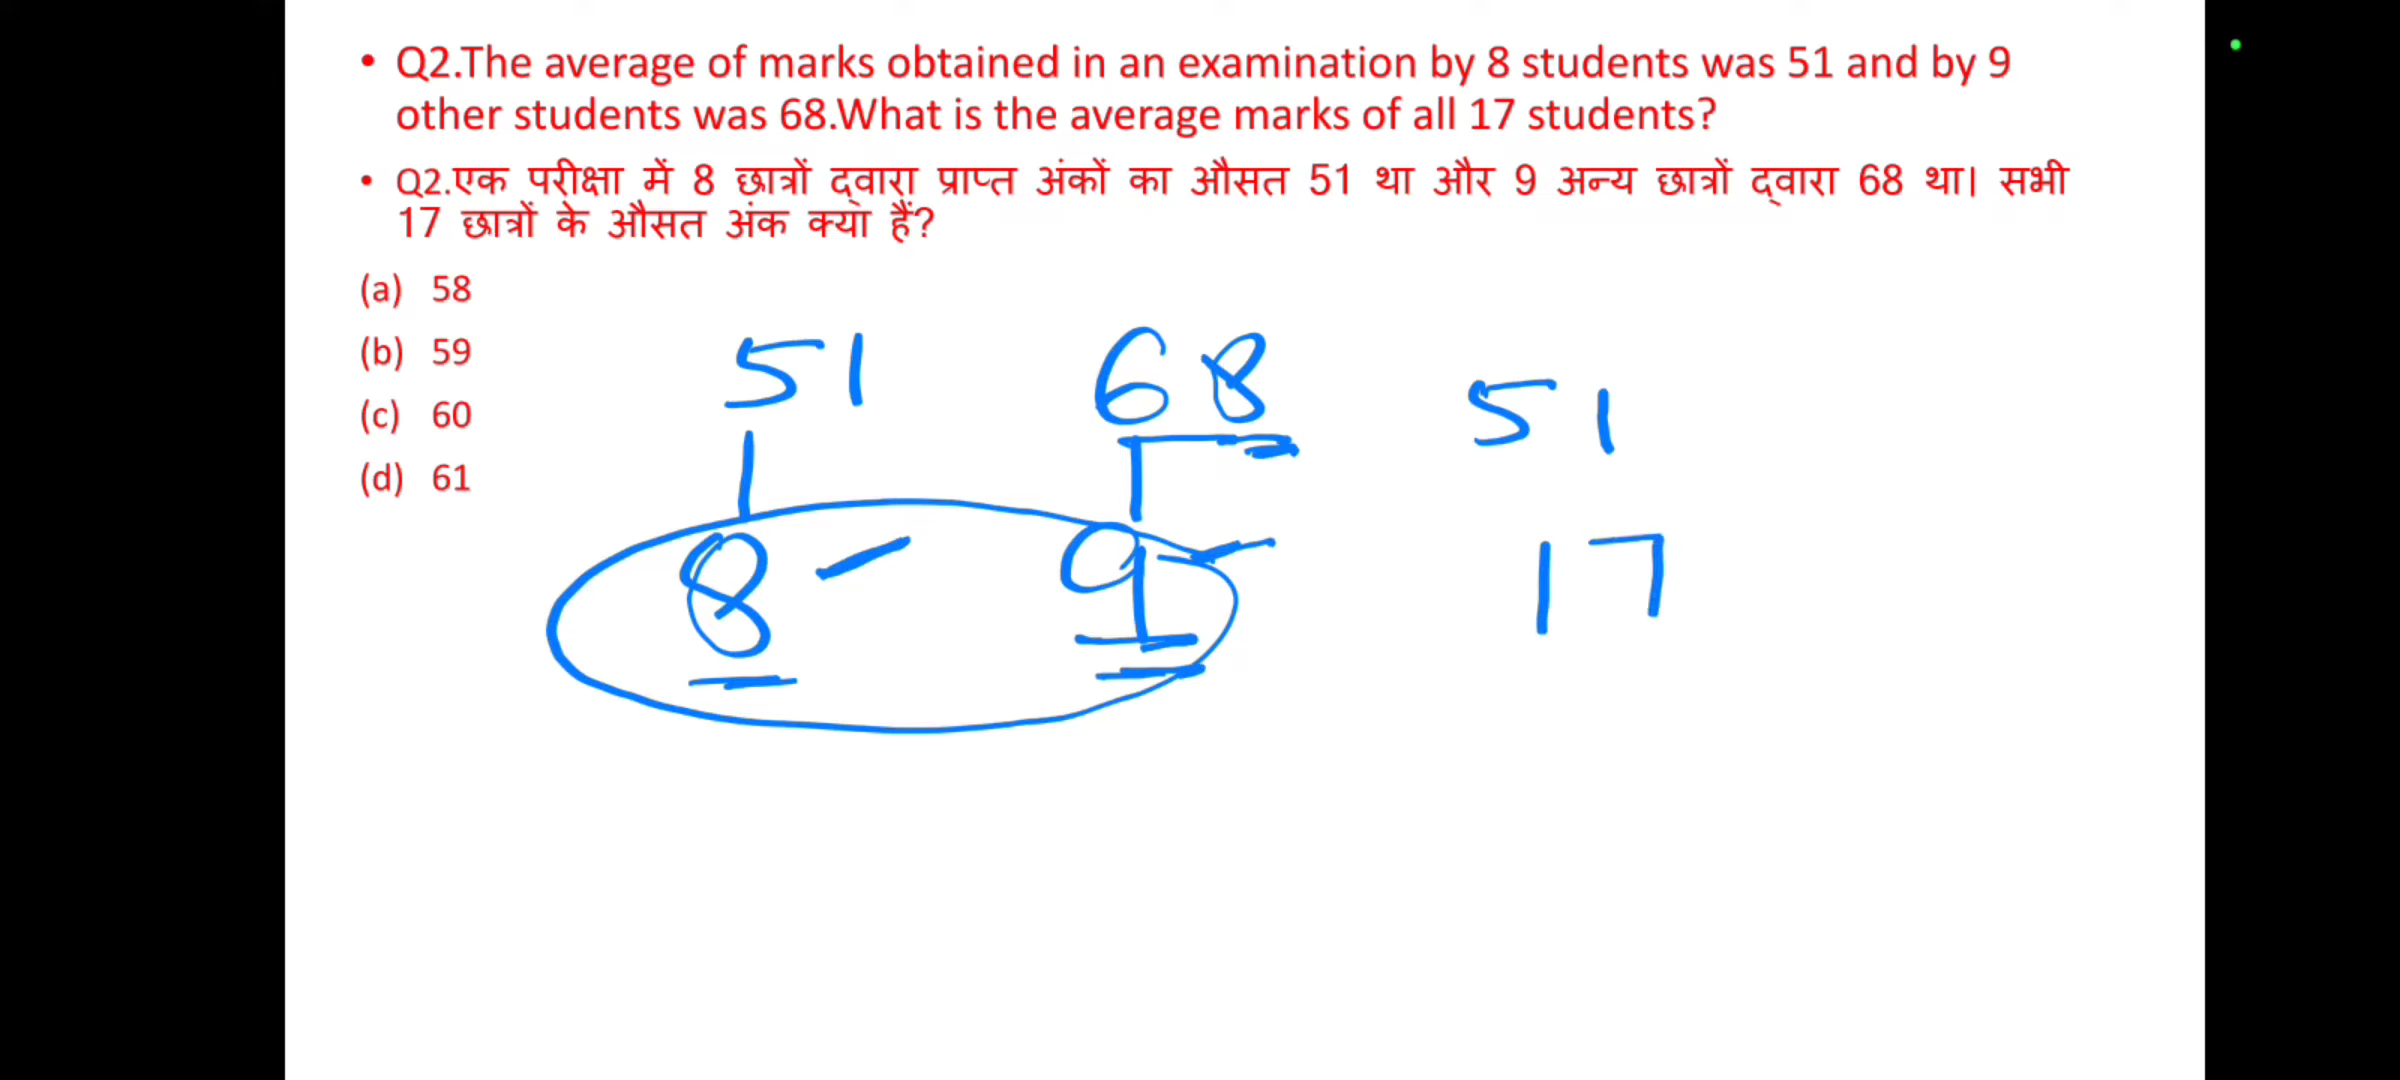 • Q2.The average of marks obtained in an examination by 8 students was 51 and by 9
other students was 68.What is the average marks of all 17 students?
• Q2.एक परीक्षा में 8 छात्रों द्वारा प्राप्त अंकों का औसत 51 था और 9 अन्य छात्रों द्वारा 68 था। सभी
17 छात्रों के औसत अंक क्या हैं?
(a) 58
(b) 59
(c) 60
(d) 61
51 68 51
8 9 17